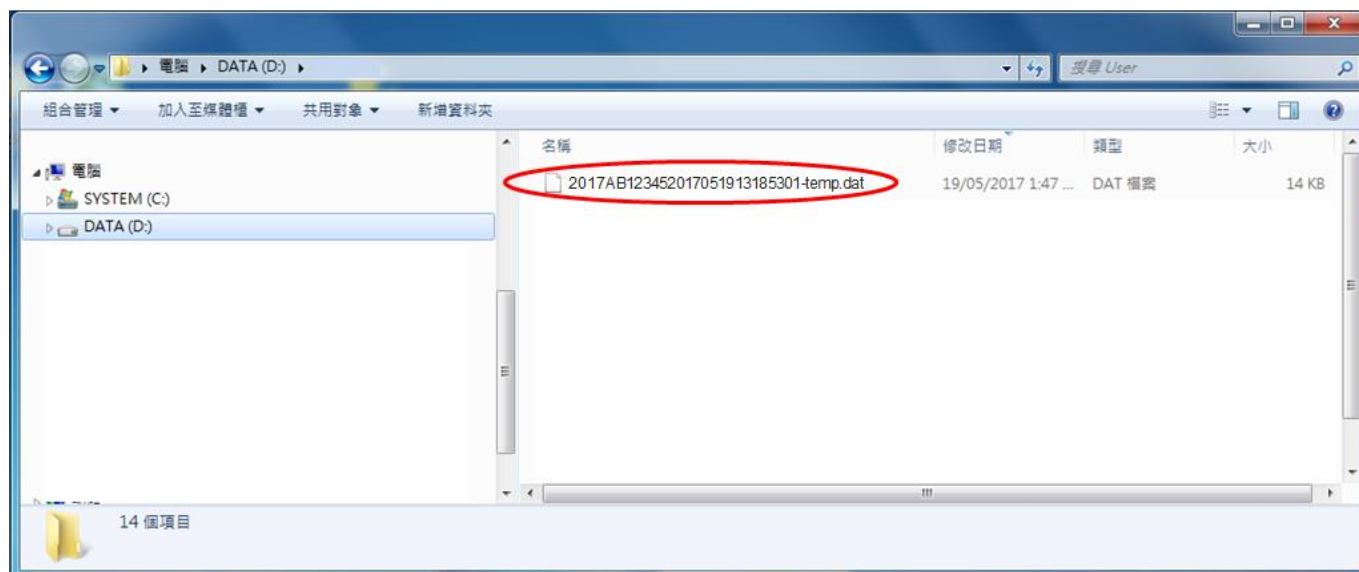 電腦 ▸ DATA (D:) ▸
搜尋 User
組合管理 ▾ 加入至媒體櫃 ▾ 共用對象 ▾ 新增資料夾
名稱 修改日期 類型 大小
電腦
2017AB123452017051913185301-temp.dat 19/05/2017 1:47 ... DAT 檔案 14 KB
SYSTEM (C:)
DATA (D:)
14 個項目